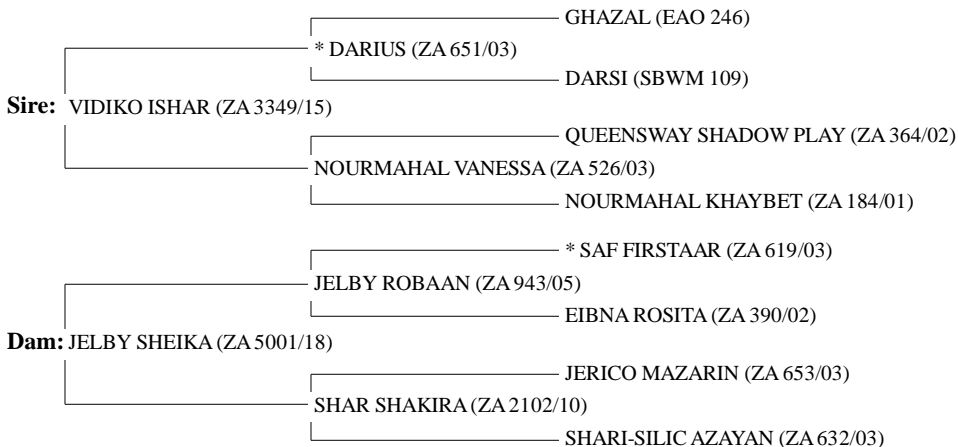 GHAZAL (EAO 246)
* DARIUS (ZA 651/03)
DARSI (SBWM 109)
Sire: VIDIKO ISHAR (ZA 3349/15)
QUEENSWAY SHADOW PLAY (ZA 364/02)
NOURMAHAL VANESSA (ZA 526/03)
NOURMAHAL KHAYBET (ZA 184/01)
* SAF FIRSTAAR (ZA 619/03)
JELBY ROBAAN (ZA 943/05)
EIBNA ROSITA (ZA 390/02)
Dam: JELBY SHEIKA (ZA 5001/18)
JERICO MAZARIN (ZA 653/03)
SHAR SHAKIRA (ZA 2102/10)
SHARI-SILIC AZAYAN (ZA 632/03)